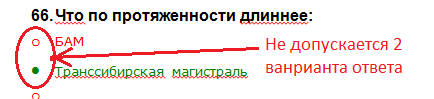 66. Что по протяженности длиннее:
БАМ
Транссибирская магистраль
Не допускается 2
ванрианта ответа